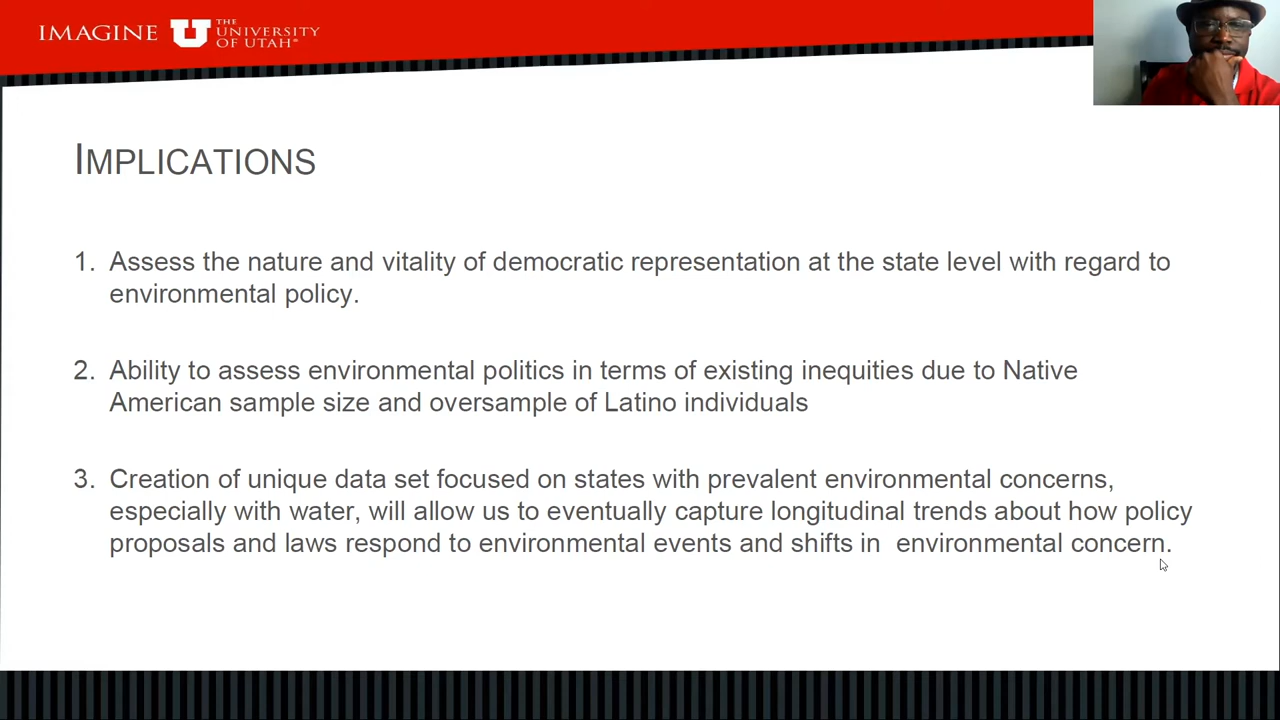 IMAGINE
THE
UNIVERSITY
OF UTAH®
IMPLICATIONS
1. Assess the nature and vitality of democratic representation at the state level with regard to
environmental policy.
2. Ability to assess environmental politics in terms of existing inequities due to Native
American sample size and oversample of Latino individuals
3. Creation of unique data set focused on states with prevalent environmental concerns,
especially with water, will allow us to eventually capture longitudinal trends about how policy
proposals and laws respond to environmental events and shifts in  environmental concern.